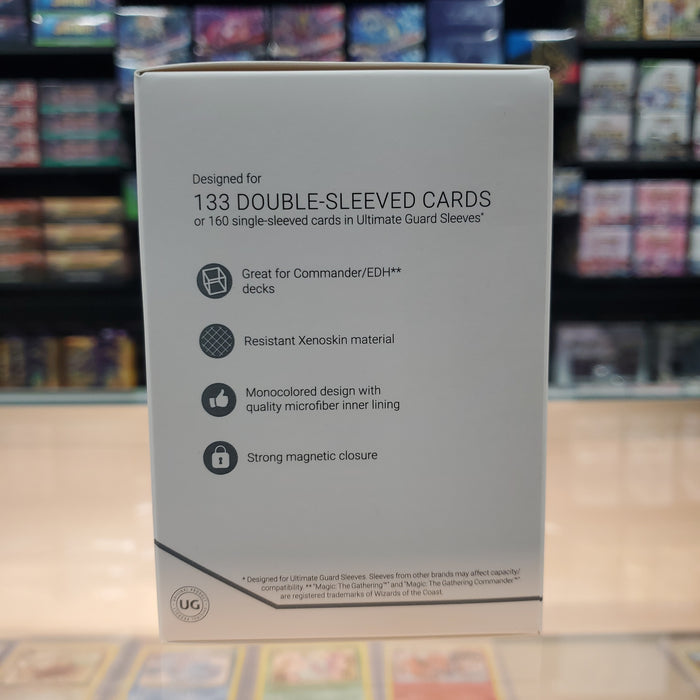 Designed for
133 DOUBLE-SLEEVED CARDS
or 160 single-sleeved cards in Ultimate Guard Sleeves*
Great for Commander/EDH**
decks
Resistant Xenoskin material
Monocolored design with
quality microfiber inner lining
Strong magnetic closure
* Designed for Ultimate Guard Sleeves. Sleeves from other brands may affect capacity/
compatibility. ** "Magic: The Gathering™" and "Magic: The Gathering Commander™"
are registered trademarks of Wizards of the Coast.
UG